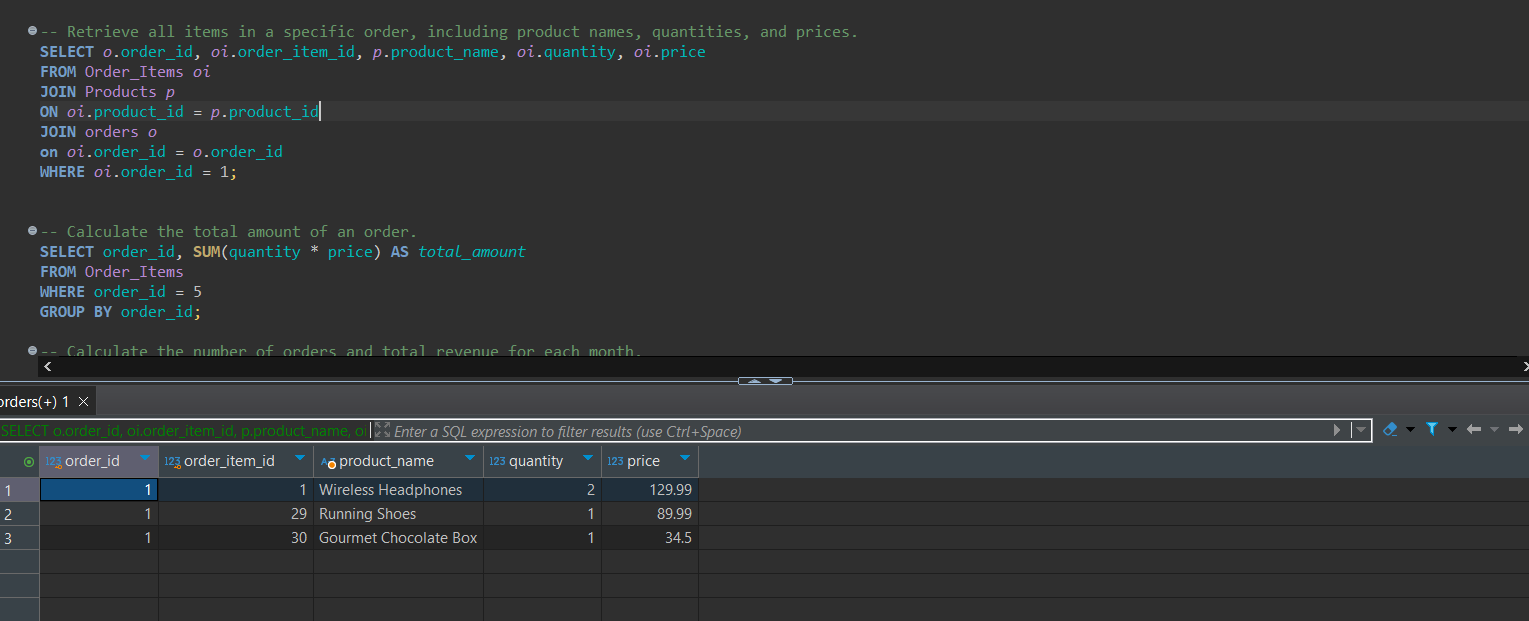 -- Retrieve all items in a specific order, including product names, quantities, and prices.
SELECT o.order_id, oi.order_item_id, p.product_name, oi.quantity, oi.price
FROM Order_Items oi
JOIN Products p
ON oi.product_id = p.product_id
JOIN orders o
on oi.order_id = o.order_id
WHERE oi.order_id = 1;
-- Calculate the total amount of an order.
SELECT order_id, SUM(quantity * price) AS total_amount
FROM Order_Items
WHERE order_id = 5
GROUP BY order_id;
-- Calculate the number of orders and total revenue for each month.
orders(+) 1
SELECT o.order_id, oi.order_item_id, p.product_name, oi Enter a SQL expression to filter results (use Ctrl+Space)
123 order_id 123 order_item_id A-Z product_name 123 quantity 123 price
1 1 1 Wireless Headphones 2 129.99
2 1 29 Running Shoes 1 89.99
3 1 30 Gourmet Chocolate Box 1 34.5